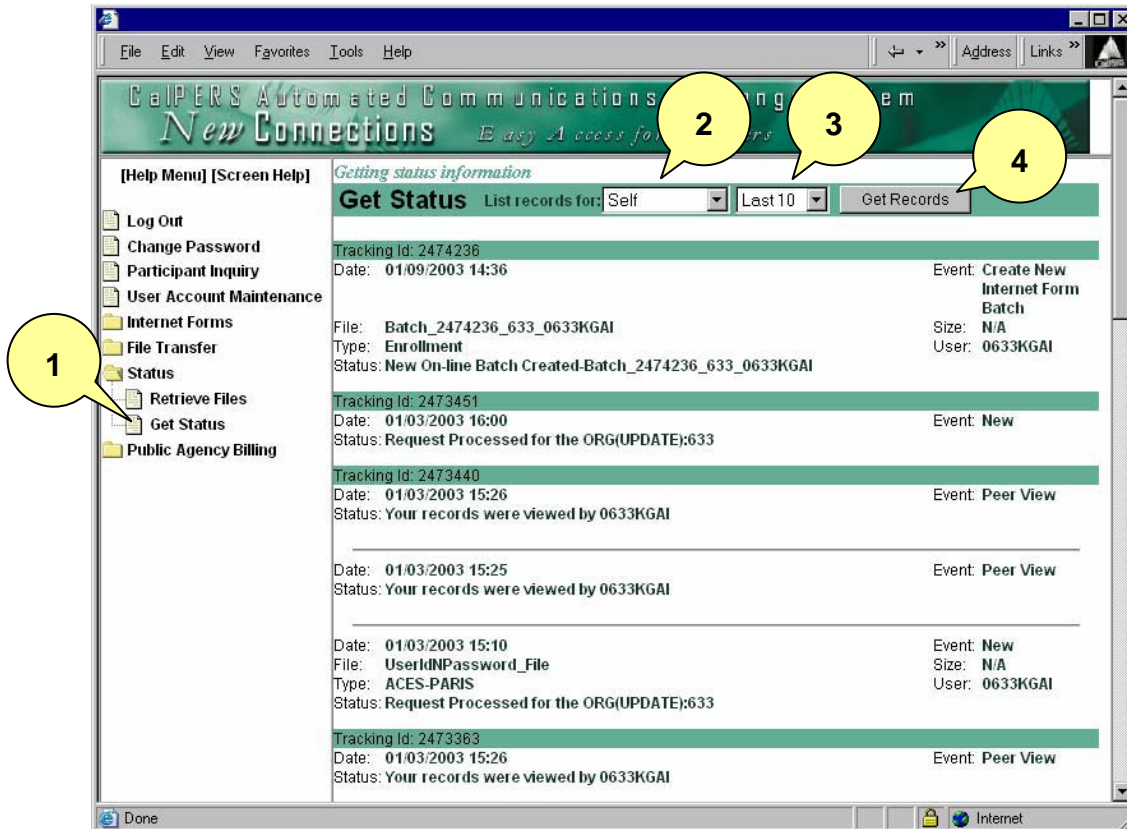 File Edit View Favorites Tools Help
Address Links
CalPERS Automated Communications
New Connections Easy Access for
[Help Menu] [Screen Help]
Log Out
Change Password
Participant Inquiry
User Account Maintenance
Internet Forms
File Transfer
Status
Retrieve Files
Get Status
Public Agency Billing
1
2
3
4
Getting status information
Get Status List records for: Self Last 10 Get Records
Tracking Id: 2474236
Date: 01/09/2003 14:36 Event: Create New
Internet Form
Batch
File: Batch_2474236_633_0633KGAI Size: N/A
Type: Enrollment User: 0633KGAI
Status: New On-line Batch Created-Batch_2474236_633_0633KGAI
Tracking Id: 2473451
Date: 01/03/2003 16:00 Event: New
Status: Request Processed for the ORG(UPDATE):633
Tracking Id: 2473440
Date: 01/03/2003 15:26 Event: Peer View
Status: Your records were viewed by 0633KGAI
Date: 01/03/2003 15:25 Event: Peer View
Status: Your records were viewed by 0633KGAI
Date: 01/03/2003 15:10 Event: New
File: UserIdNPassword_File Size: N/A
Type: ACES-PARIS User: 0633KGAI
Status: Request Processed for the ORG(UPDATE):633
Tracking Id: 2473363
Date: 01/03/2003 15:26 Event: Peer View
Status: Your records were viewed by 0633KGAI
Done Internet